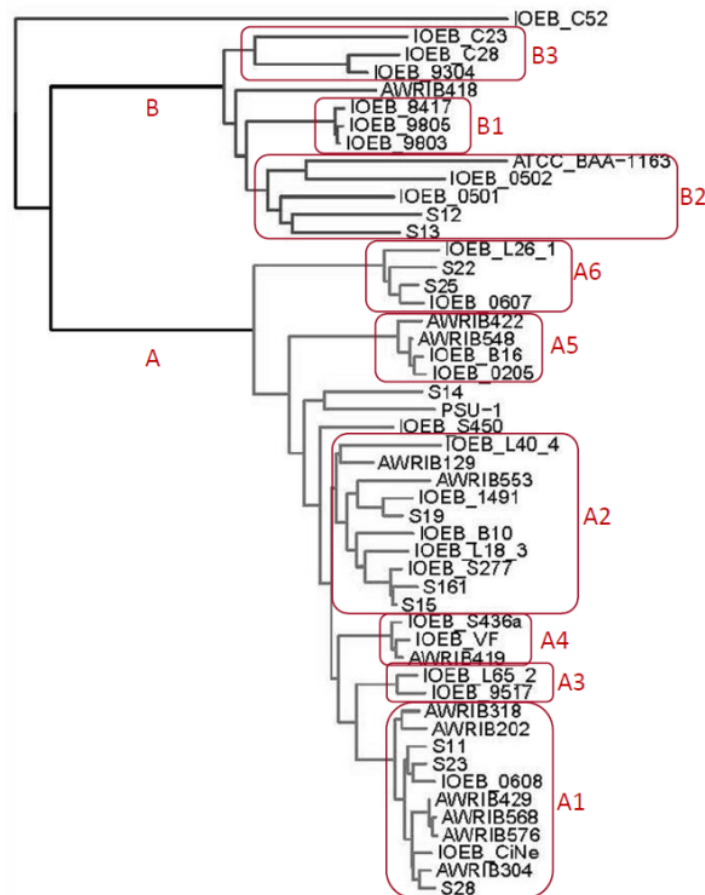 IOEB_C52
IOEB_C23
IOEB_C28
B3
IOEB_9304
AWRIB418
B
IOEB_8417
IOEB_9805
B1
IOEB_9803
ATCC_BAA-1163
IOEB_0502
IOEB_0501
B2
S12
S13
IOEB_L26_1
S22
A6
S25
IOEB_0607
AWRIB422
A
AWRIB548
A5
IOEB_B16
IOEB_0205
S14
PSU-1
IOEB_S450
IOEB_L40_4
AWRIB129
AWRIB553
IOEB_1491
S19
A2
IOEB_B10
IOEB_L18_3
IOEB_S277
S161
S15
IOEB_S436a
IOEB_VF
A4
AWRIB419
IOEB_L65_2
A3
IOEB_9517
AWRIB318
AWRIB202
S11
S23
IOEB_0608
AWRIB429
A1
AWRIB568
AWRIB576
IOEB_CiNe
AWRIB304
S28